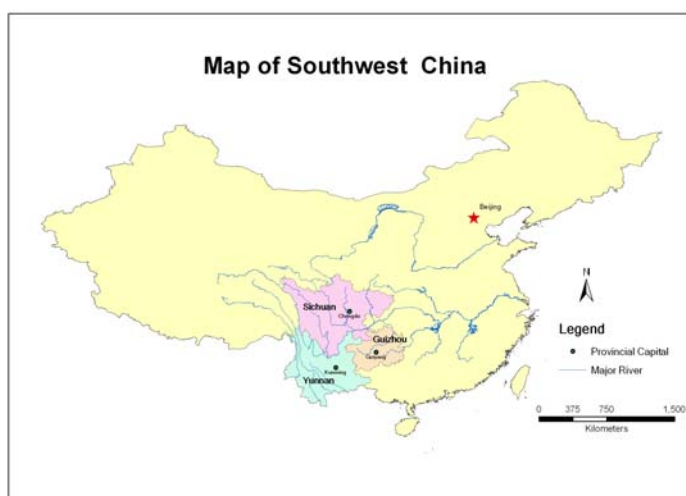 Map of Southwest China
Beijing
Sichuan
Chengdu
N
Guizhou
Legend
Guiyang
Provincial Capital
Kunming
Yunnan
Major River
0 375 750 1,500
Kilometers